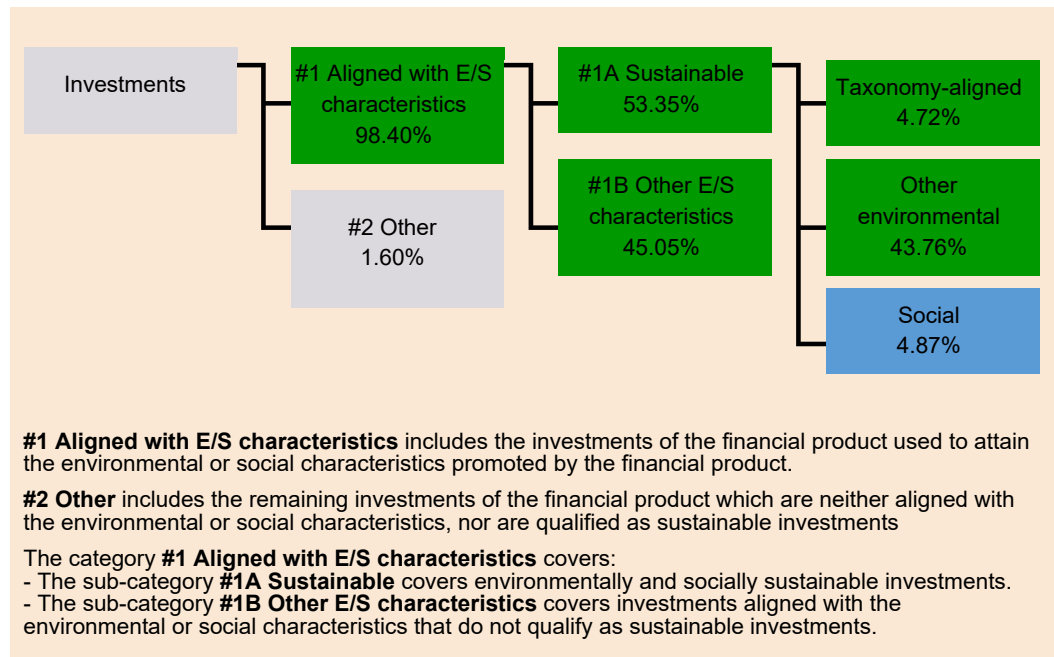 Investments
#1 Aligned with E/S
characteristics
98.40%
#2 Other
1.60%
#1A Sustainable
53.35%
#1B Other E/S
characteristics
45.05%
Taxonomy-aligned
4.72%
Other
environmental
43.76%
Social
4.87%
#1 Aligned with E/S characteristics includes the investments of the financial product used to attain
the environmental or social characteristics promoted by the financial product.
#2 Other includes the remaining investments of the financial product which are neither aligned with
the environmental or social characteristics, nor are qualified as sustainable investments
The category #1 Aligned with E/S characteristics covers:
- The sub-category #1A Sustainable covers environmentally and socially sustainable investments.
- The sub-category #1B Other E/S characteristics covers investments aligned with the
environmental or social characteristics that do not qualify as sustainable investments.